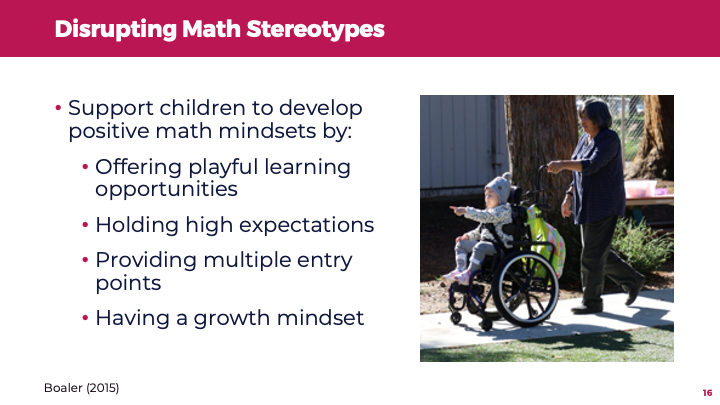 Disrupting Math Stereotypes
• Support children to develop
positive math mindsets by:
• Offering playful learning
opportunities
• Holding high expectations
• Providing multiple entry
points
• Having a growth mindset
Boaler (2015)
16